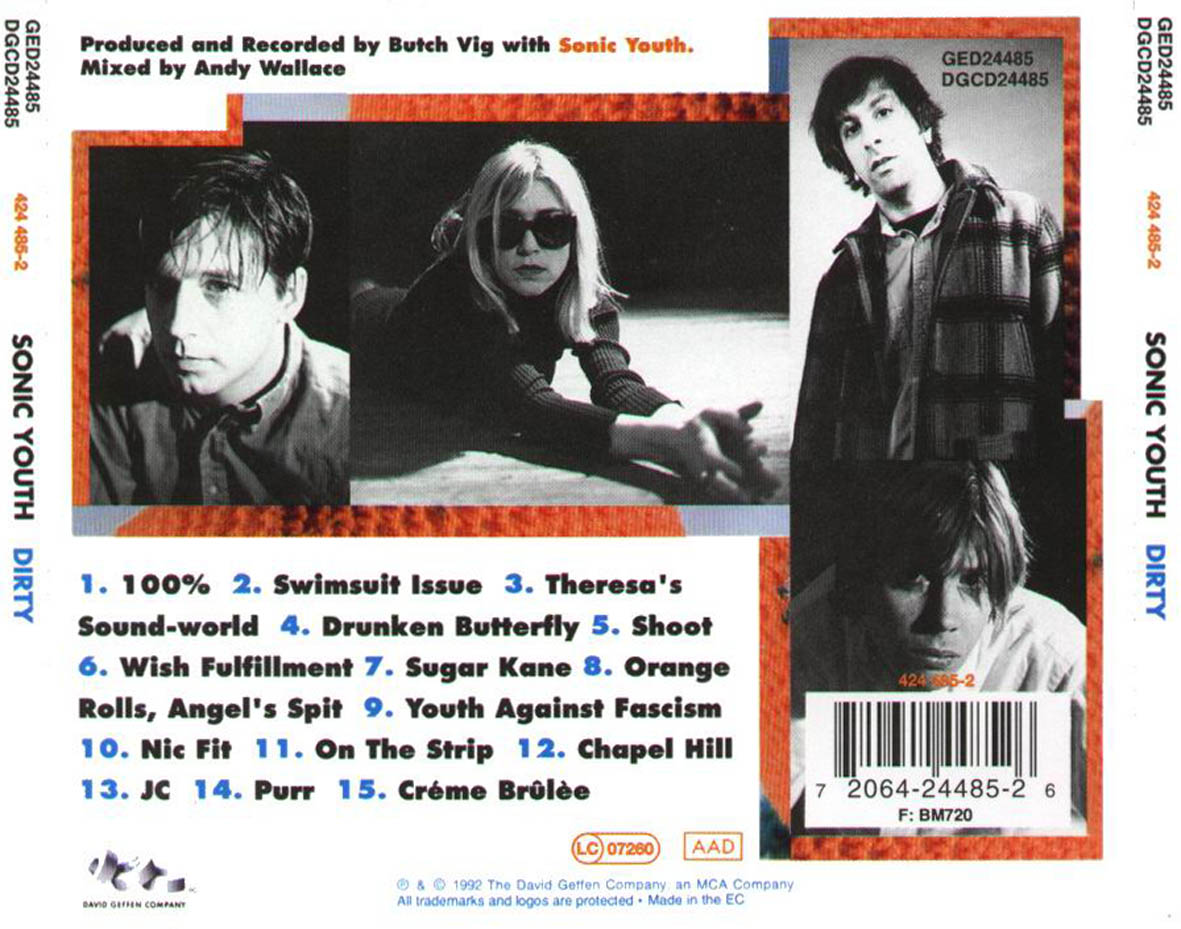 GED24485
DGCD24485
424 485-2
SONIC YOUTH DIRTY
Produced and Recorded by Butch Vig with Sonic Youth.
Mixed by Andy Wallace
GED24485
DGCD24485
1. 100% 2. Swimsuit Issue 3. Theresa's
Sound-world 4. Drunken Butterfly 5. Shoot
6. Wish Fulfillment 7. Sugar Kane 8. Orange
Rolls, Angel's Spit 9. Youth Against Fascism
10. Nic Fit 11. On The Strip 12. Chapel Hill
13. JC 14. Purr 15. Créme Brûlèe
424 485-2
7 2064-24485-2 6
F: BM720
LC 07260
AAD
DAVID GEFFEN COMPANY
℗ & © 1992 The David Geffen Company, an MCA Company
All trademarks and logos are protected • Made in the EC
GED24485
DGCD24485
424 485-2
SONIC YOUTH DIRTY